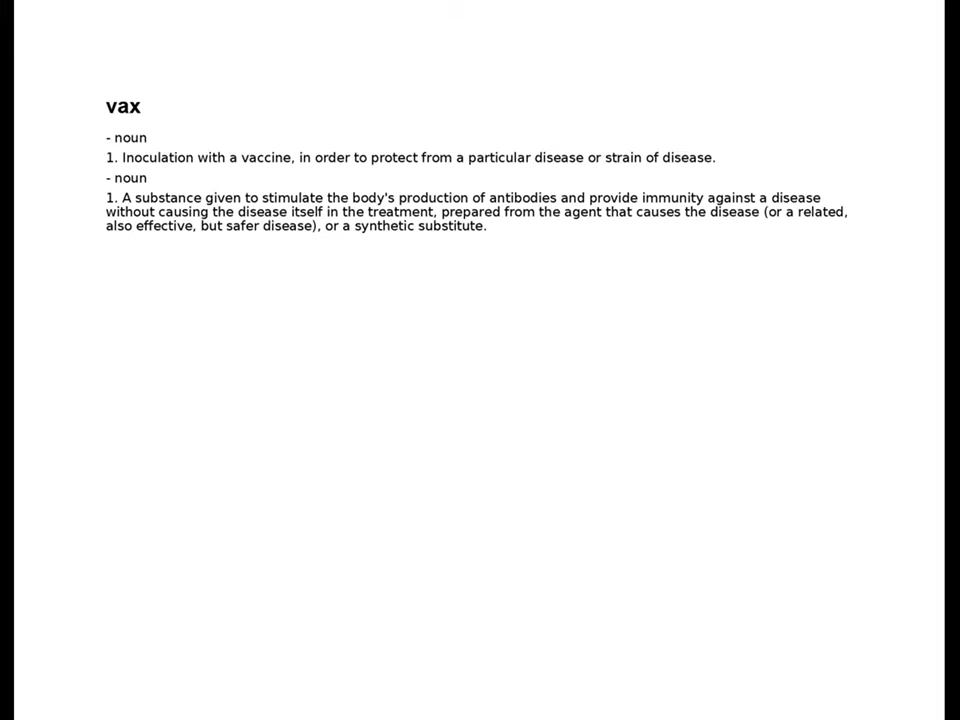 vax
- noun
1. Inoculation with a vaccine, in order to protect from a particular disease or strain of disease.
- noun
1. A substance given to stimulate the body's production of antibodies and provide immunity against a disease
without causing the disease itself in the treatment, prepared from the agent that causes the disease (or a related,
also effective, but safer disease), or a synthetic substitute.